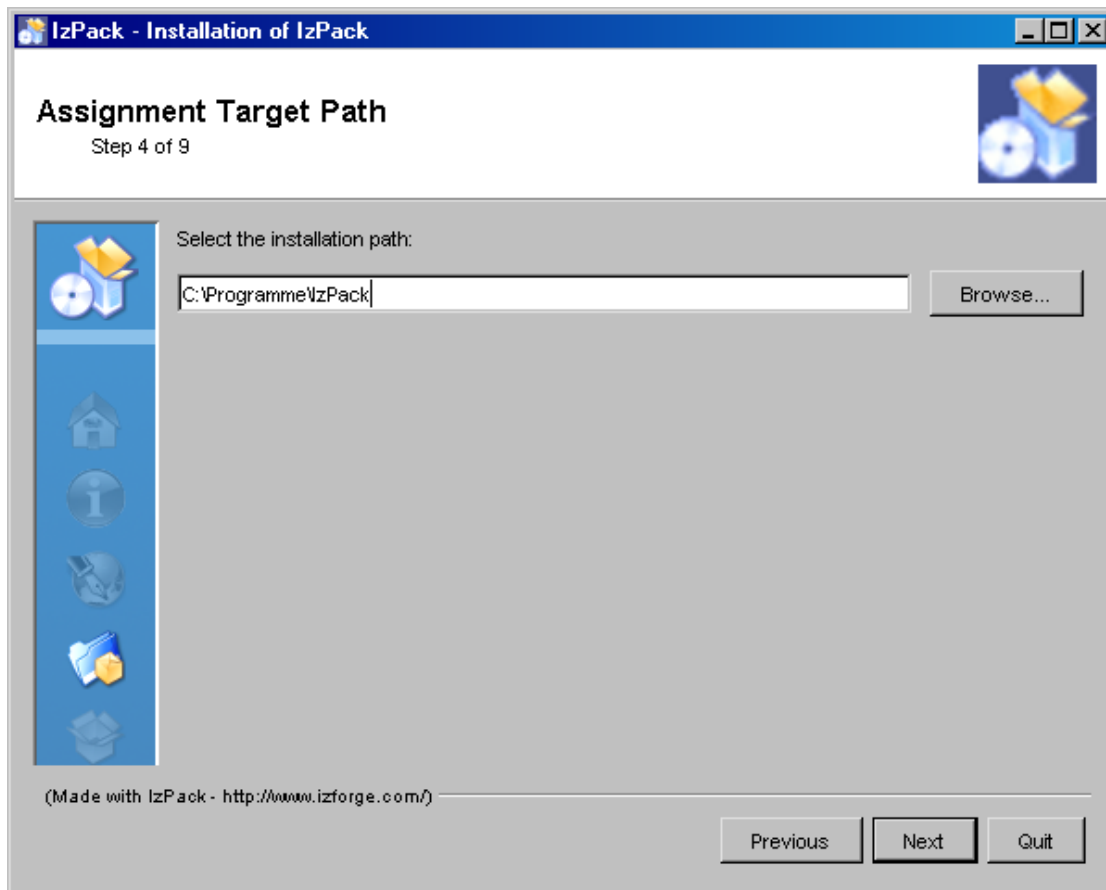 IzPack - Installation of IzPack
Assignment Target Path
Step 4 of 9
Select the installation path:
C:\Programme\IzPack
Browse...
(Made with IzPack - http://www.izforge.com/)
Previous
Next
Quit